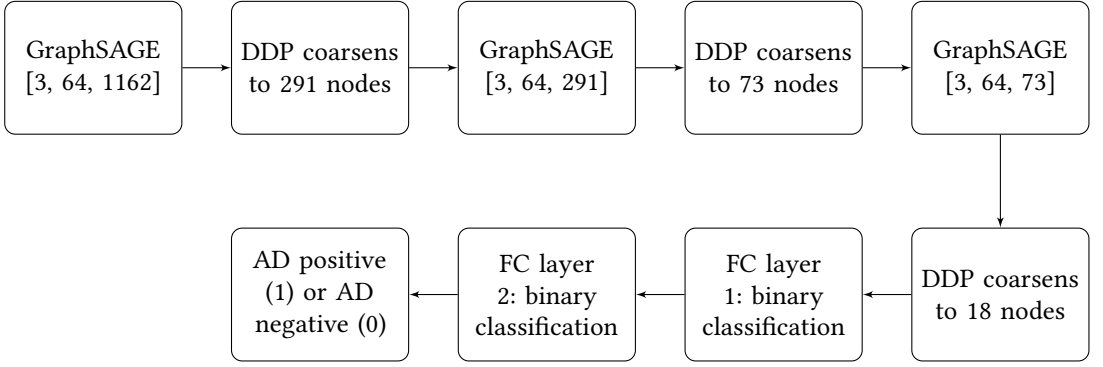 GraphSAGE
[3, 64, 1162]
DDP coarsens
to 291 nodes
GraphSAGE
[3, 64, 291]
DDP coarsens
to 73 nodes
GraphSAGE
[3, 64, 73]
DDP coarsens
to 18 nodes
FC layer
1: binary
classification
FC layer
2: binary
classification
AD positive
(1) or AD
negative (0)